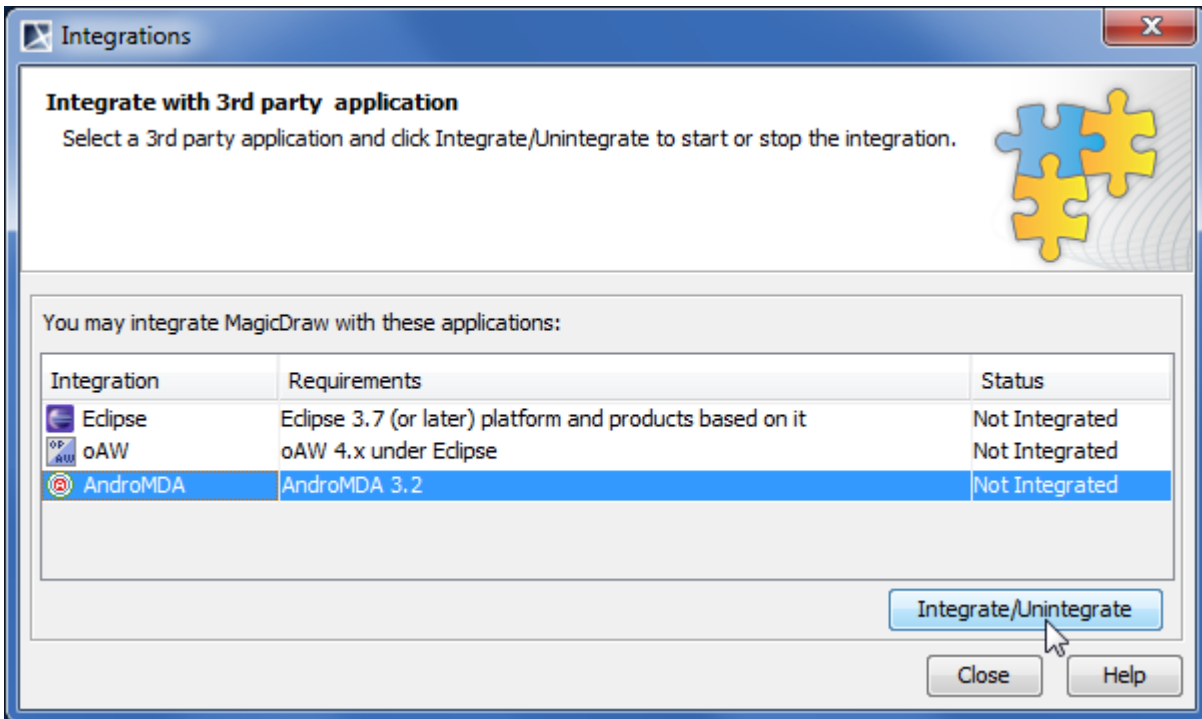 Integrations
Integrate with 3rd party  application
Select a 3rd party application and click Integrate/Unintegrate to start or stop the integration.
You may integrate MagicDraw with these applications:
Integration Requirements Status
Eclipse Eclipse 3.7 (or later) platform and products based on it Not Integrated
oAW oAW 4.x under Eclipse Not Integrated
AndroMDA AndroMDA 3.2 Not Integrated
Integrate/Unintegrate
Close Help